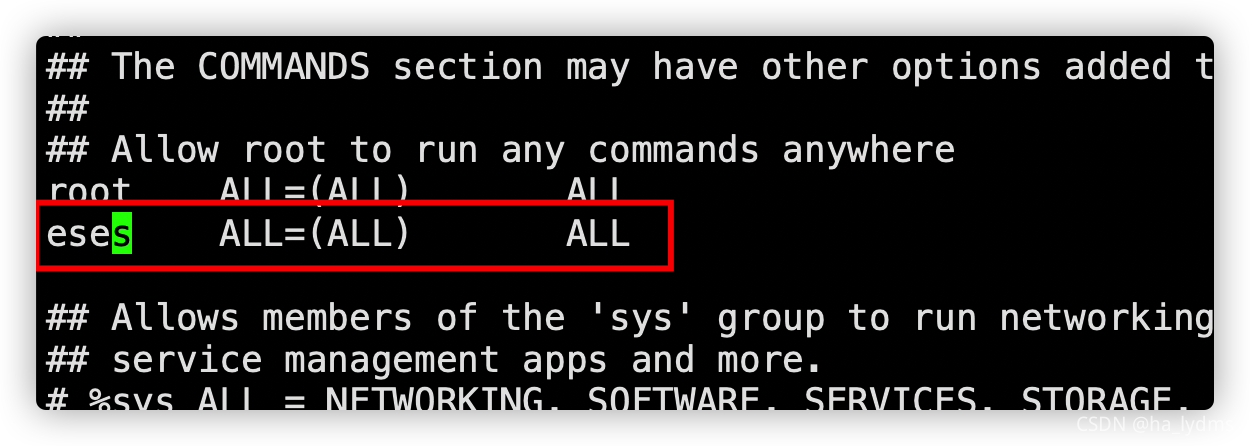 ##
## The COMMANDS section may have other options added t
##
## Allow root to run any commands anywhere
root    ALL=(ALL)       ALL
eses    ALL=(ALL)       ALL
## Allows members of the 'sys' group to run networking
## service management apps and more.
# %sys ALL = NETWORKING, SOFTWARE, SERVICES, STORAGE,